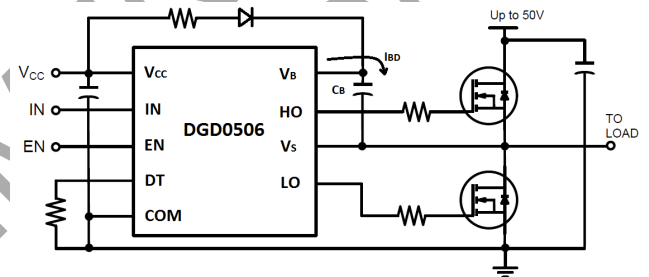 Up to 50V
IBD
VCC
Vcc
VB
CB
IN
IN
HO
DGD0506
TO
LOAD
EN
EN
Vs
DT
LO
COM